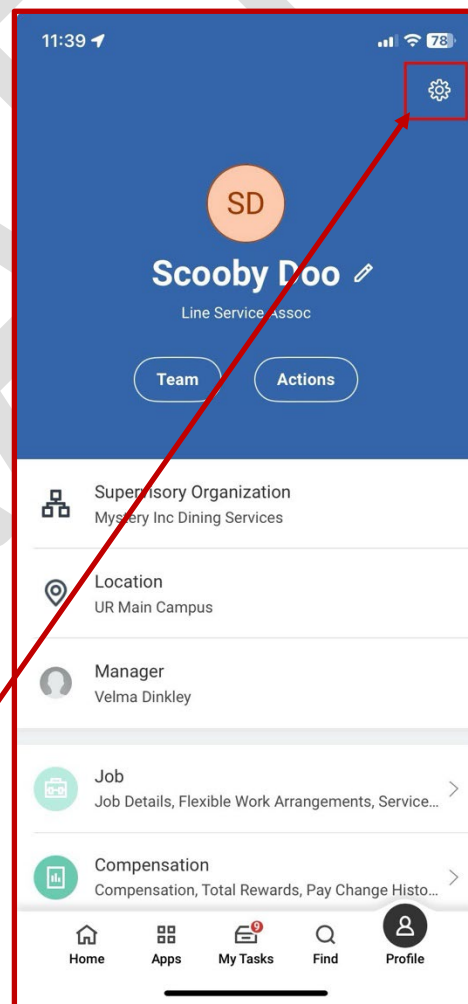 11:39
78
SD
Scooby Doo
Line Service Assoc
Team
Actions
Supervisory Organization
Mystery Inc Dining Services
Location
UR Main Campus
Manager
Velma Dinkley
Job
Job Details, Flexible Work Arrangements, Service...
Compensation
Compensation, Total Rewards, Pay Change Histo...
9
Home Apps My Tasks Find Profile